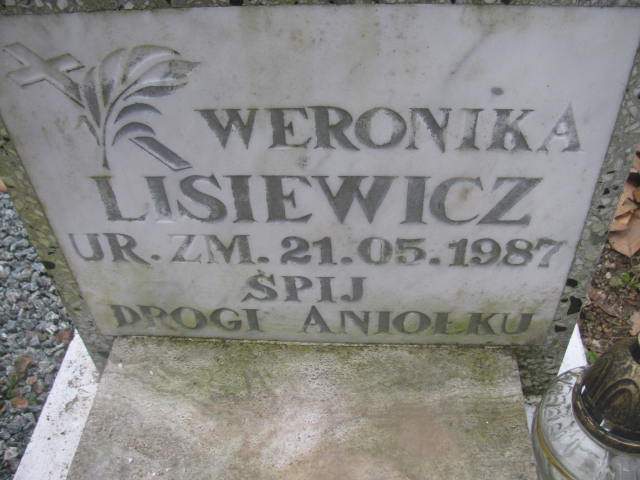 WERONIKA
LISIEWICZ
UR. ZM. 21.05.1987
ŚPIJ
DROGI ANIOŁKU